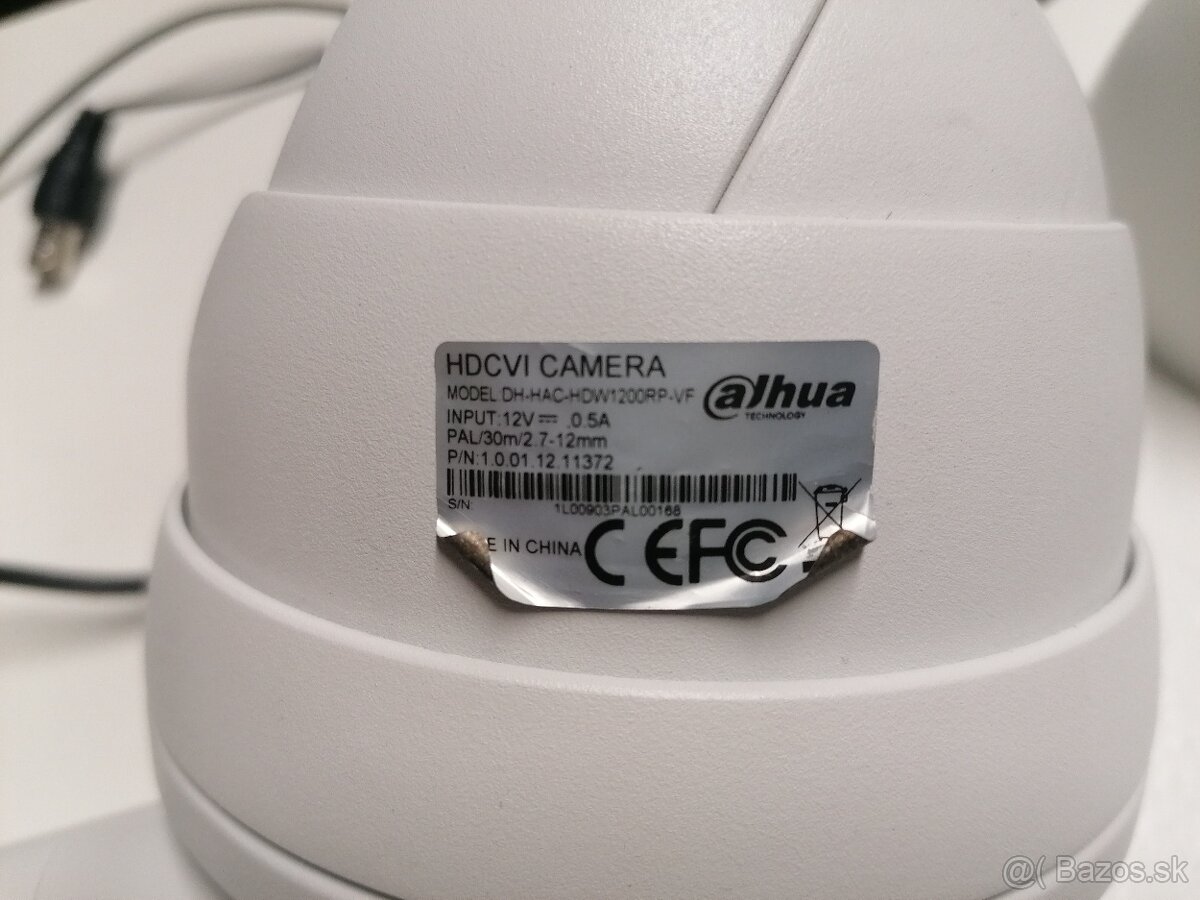 HDCVI CAMERA
MODEL:DH-HAC-HDW1200RP-VF
alhua
TECHNOLOGY
INPUT:12V⎓ .0.5A
PAL/30m/2.7-12mm
P/N:1.0.01.12.11372
S/N:
1L00903PAL00168
E IN CHINA
CE FC
@( Bazos.sk